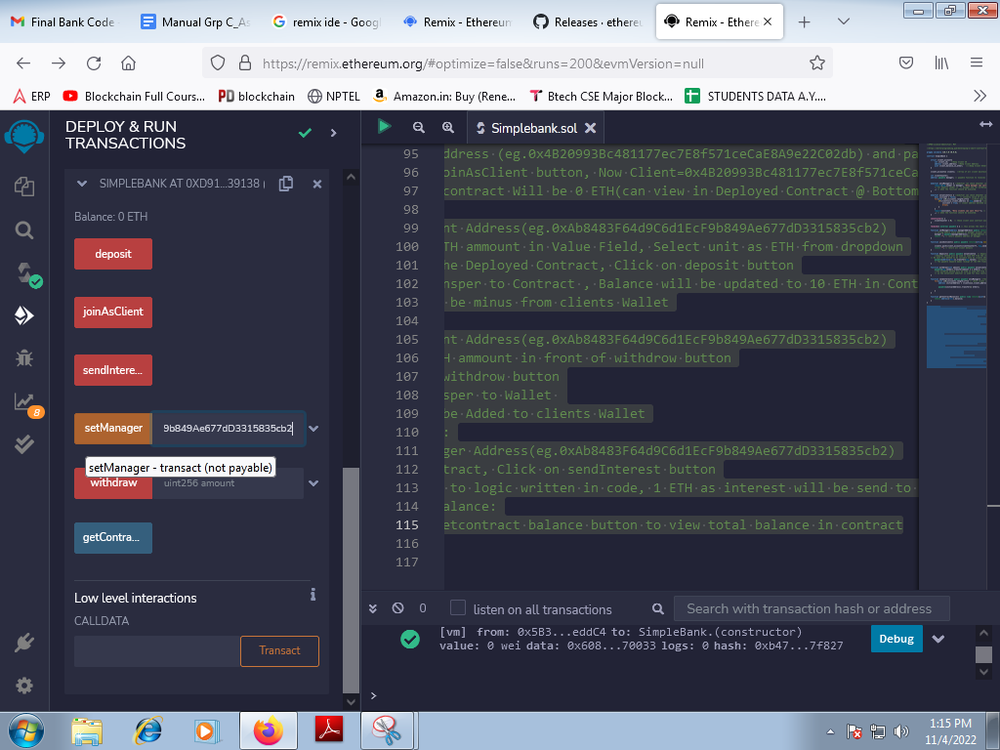 Final Bank Code -
Manual Grp C_As
remix ide - Goog
Remix - Ethereum
Releases · ethere
Remix - Ethere
https://remix.ethereum.org/#optimize=false&runs=200&evmVersion=null
ERP
Blockchain Full Cours...
PD blockchain
NPTEL
Amazon.in: Buy (Rene...
Btech CSE Major Block...
STUDENTS DATA A.Y....
DEPLOY & RUN
TRANSACTIONS
Simplebank.sol
SIMPLEBANK AT 0XD91...39138 (
Balance: 0 ETH
deposit
joinAsClient
sendIntere...
setManager 9b849Ae677dD3315835cb2
setManager - transact (not payable)
withdraw uint256 amount
getContra...
Low level interactions
CALLDATA
Transact
8
95 ddress (eg.0x4B20993Bc481177ec7E8f571ceCaE8A9e22C02db) and pa
96 oinAsClient button, Now Client=0x4B20993Bc481177ec7E8f571ceCa
97 contract Will be 0 ETH(can view in Deployed Contract @ Bottom
98
99 nt Address(eg.0xAb8483F64d9C6d1EcF9b849Ae677dD3315835cb2)
100 TH ammount in Value Field, Select unit as ETH from dropdown
101 he Deployed Contract, Click on deposit button
102 nsper to Contract , Balance will be updated to 10 ETH in Cont
103 be minus from clients Wallet
104
105 nt Address(eg.0xAb8483F64d9C6d1EcF9b849Ae677dD3315835cb2)
106 H ammount in front of withdrow button
107 withdrow button
108 sper to Wallet
109 be Added to clients Wallet
110 :
111 ger Address(eg.0xAb8483F64d9C6d1EcF9b849Ae677dD3315835cb2)
112 tract, Click on sendInterest button
113 to logic written in code, 1 ETH as interest will be send to
114 alance:
115 etcontract balance button to view total balance in contract
116
117
0
listen on all transactions
Search with transaction hash or address
[vm] from: 0x5B3...eddC4 to: SimpleBank.(constructor)
value: 0 wei data: 0x608...70033 logs: 0 hash: 0xb47...7f827
Debug
>
1:15 PM
11/4/2022